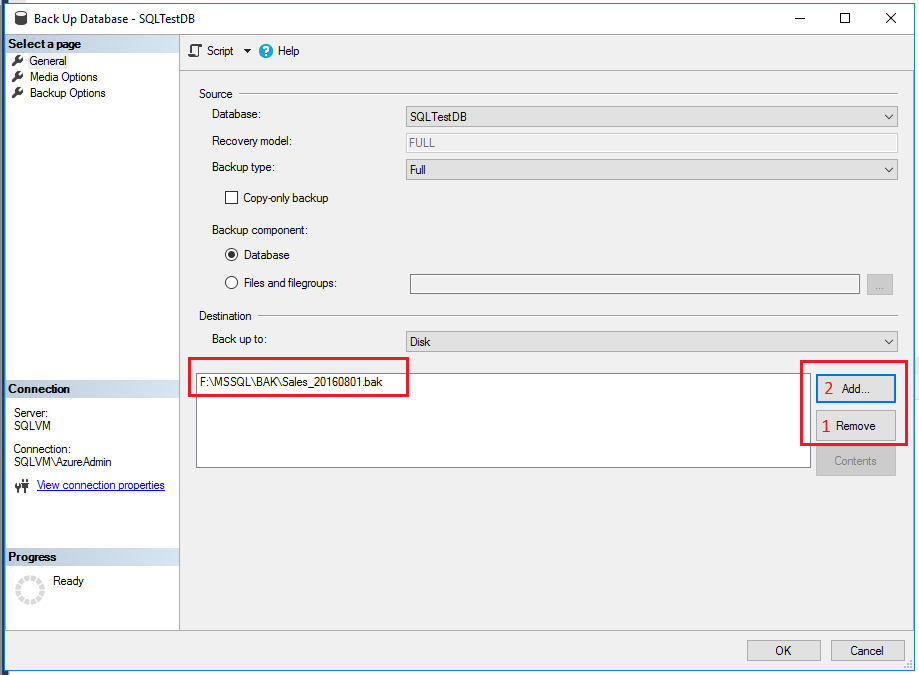 Back Up Database - SQLTestDB
Select a page
General
Media Options
Backup Options
Script
Help
Source
Database:
SQLTestDB
Recovery model:
FULL
Backup type:
Full
Copy-only backup
Backup component:
Database
Files and filegroups:
...
Destination
Back up to:
Disk
F:\MSSQL\BAK\Sales_20160801.bak
2 Add...
1 Remove
Contents
Connection
Server:
SQLVM
Connection:
SQLVM\AzureAdmin
View connection properties
Progress
Ready
OK
Cancel